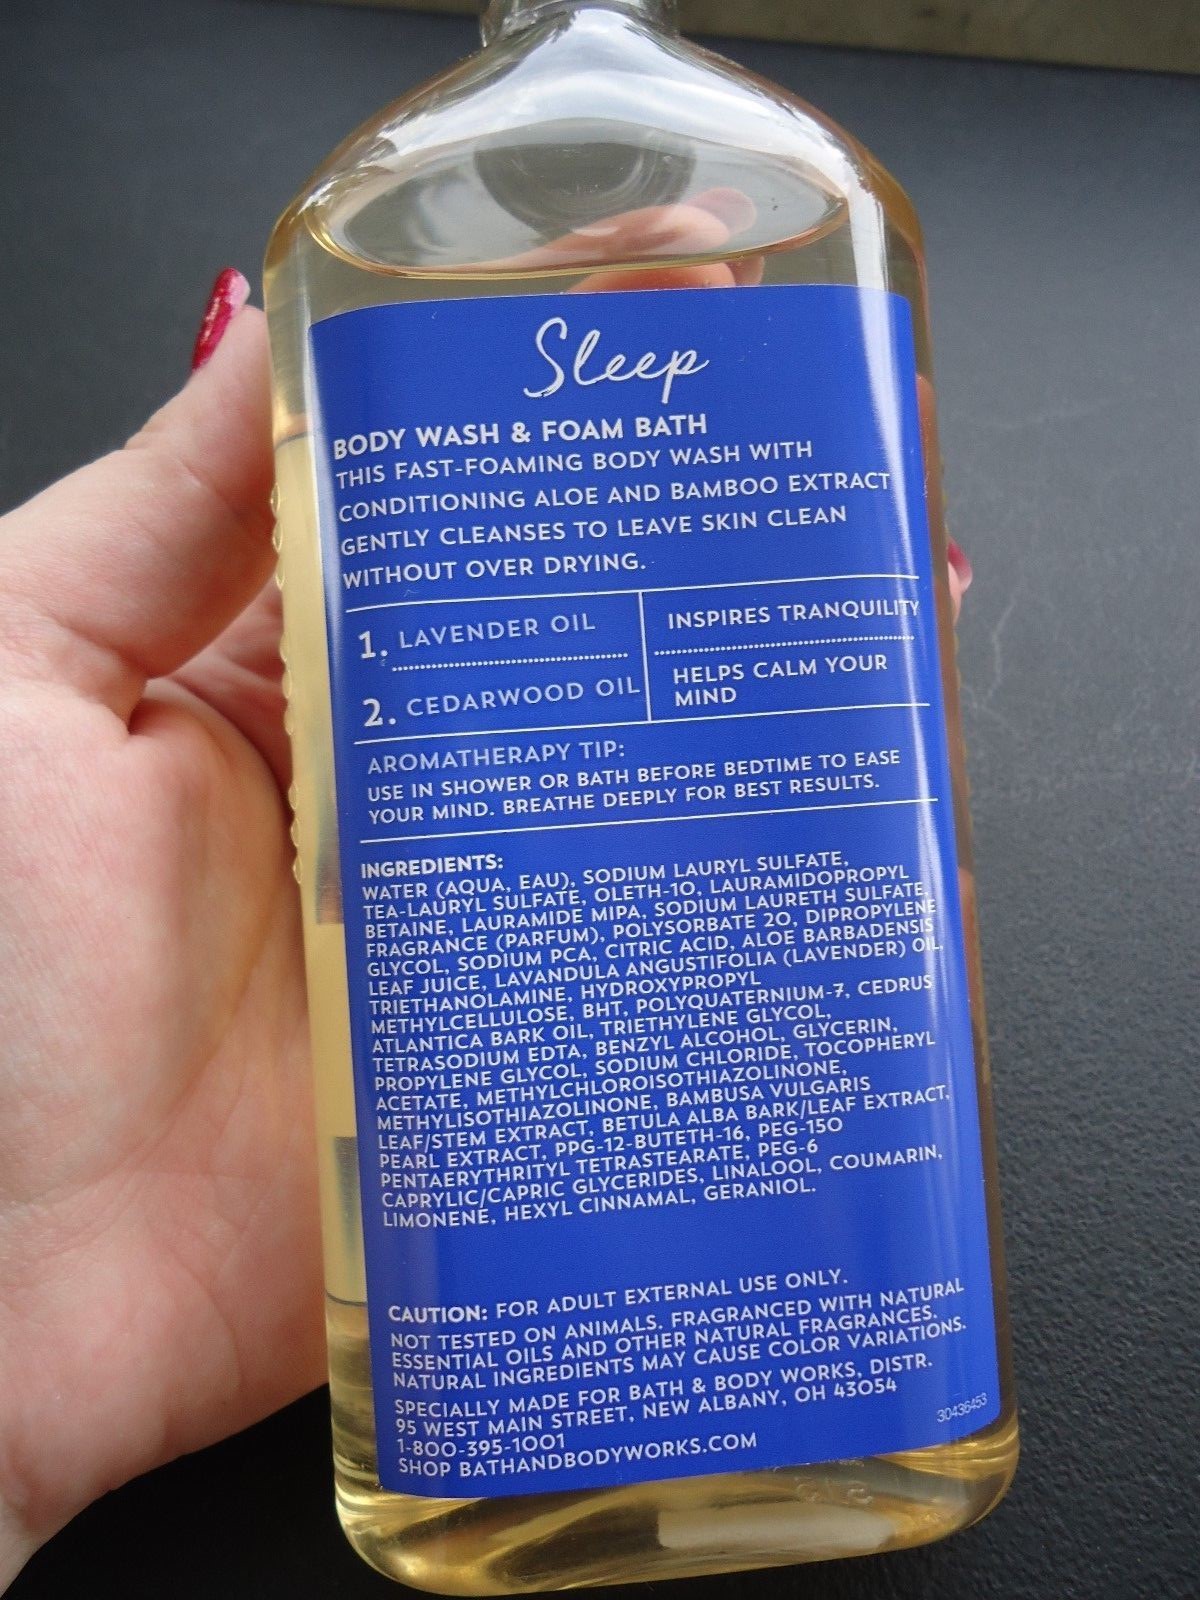 Sleep
BODY WASH & FOAM BATH
THIS FAST-FOAMING BODY WASH WITH
CONDITIONING ALOE AND BAMBOO EXTRACT
GENTLY CLEANSES TO LEAVE SKIN CLEAN
WITHOUT OVER DRYING.
1. LAVENDER OIL
INSPIRES TRANQUILITY
2. CEDARWOOD OIL
HELPS CALM YOUR
MIND
AROMATHERAPY TIP:
USE IN SHOWER OR BATH BEFORE BEDTIME TO EASE
YOUR MIND. BREATHE DEEPLY FOR BEST RESULTS.
INGREDIENTS:
WATER (AQUA, EAU), SODIUM LAURYL SULFATE,
TEA-LAURYL SULFATE, OLETH-10, LAURAMIDOPROPYL
BETAINE, LAURAMIDE MIPA, SODIUM LAURETH SULFATE,
FRAGRANCE (PARFUM), POLYSORBATE 20, DIPROPYLENE
GLYCOL, SODIUM PCA, CITRIC ACID, ALOE BARBADENSIS
LEAF JUICE, LAVANDULA ANGUSTIFOLIA (LAVENDER) OIL,
TRIETHANOLAMINE, HYDROXYPROPYL
METHYLCELLULOSE, BHT, POLYQUATERNIUM-7, CEDRUS
ATLANTICA BARK OIL, TRIETHYLENE GLYCOL,
TETRASODIUM EDTA, BENZYL ALCOHOL, GLYCERIN,
PROPYLENE GLYCOL, SODIUM CHLORIDE, TOCOPHERYL
ACETATE, METHYLCHLOROISOTHIAZOLINONE,
METHYLISOTHIAZOLINONE, BAMBUSA VULGARIS
LEAF/STEM EXTRACT, BETULA ALBA BARK/LEAF EXTRACT,
PEARL EXTRACT, PPG-12-BUTETH-16, PEG-150
PENTAERYTHRITYL TETRASTEARATE, PEG-6
CAPRYLIC/CAPRIC GLYCERIDES, LINALOOL, COUMARIN,
LIMONENE, HEXYL CINNAMAL, GERANIOL.
CAUTION: FOR ADULT EXTERNAL USE ONLY.
NOT TESTED ON ANIMALS. FRAGRANCED WITH NATURAL
ESSENTIAL OILS AND OTHER NATURAL FRAGRANCES.
NATURAL INGREDIENTS MAY CAUSE COLOR VARIATIONS.
SPECIALLY MADE FOR BATH & BODY WORKS, DISTR.
95 WEST MAIN STREET, NEW ALBANY, OH 43054
1-800-395-1001
SHOP BATHANDBODYWORKS.COM
30436453